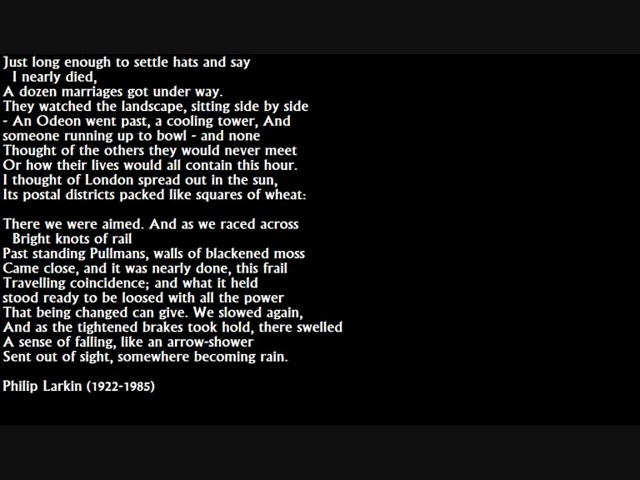 Just long enough to settle hats and say
I nearly died,
A dozen marriages got under way.
They watched the landscape, sitting side by side
- An Odeon went past, a cooling tower, And
someone running up to bowl - and none
Thought of the others they would never meet
Or how their lives would all contain this hour.
I thought of London spread out in the sun,
Its postal districts packed like squares of wheat:
There we were aimed. And as we raced across
Bright knots of rail
Past standing Pullmans, walls of blackened moss
Came close, and it was nearly done, this frail
Travelling coincidence; and what it held
stood ready to be loosed with all the power
That being changed can give. We slowed again,
And as the tightened brakes took hold, there swelled
A sense of falling, like an arrow-shower
Sent out of sight, somewhere becoming rain.
Philip Larkin (1922-1985)